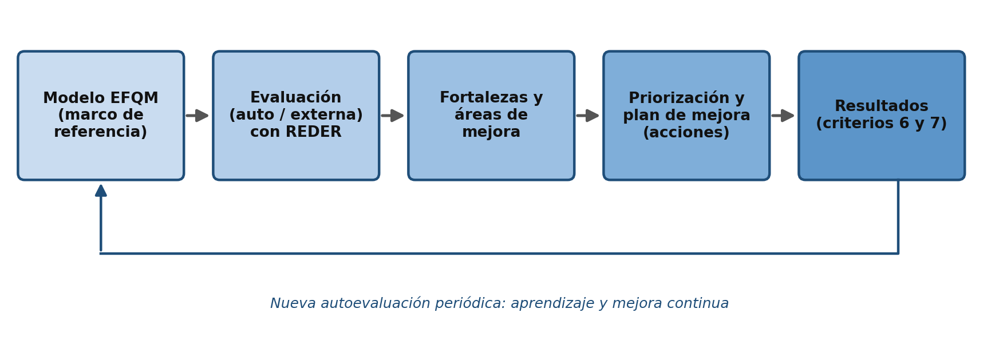 Modelo EFQM
(marco de
referencia)
Evaluación
(auto / externa)
con REDER
Fortalezas y
áreas de
mejora
Priorización y
plan de mejora
(acciones)
Resultados
(criterios 6 y 7)
Nueva autoevaluación periódica: aprendizaje y mejora continua